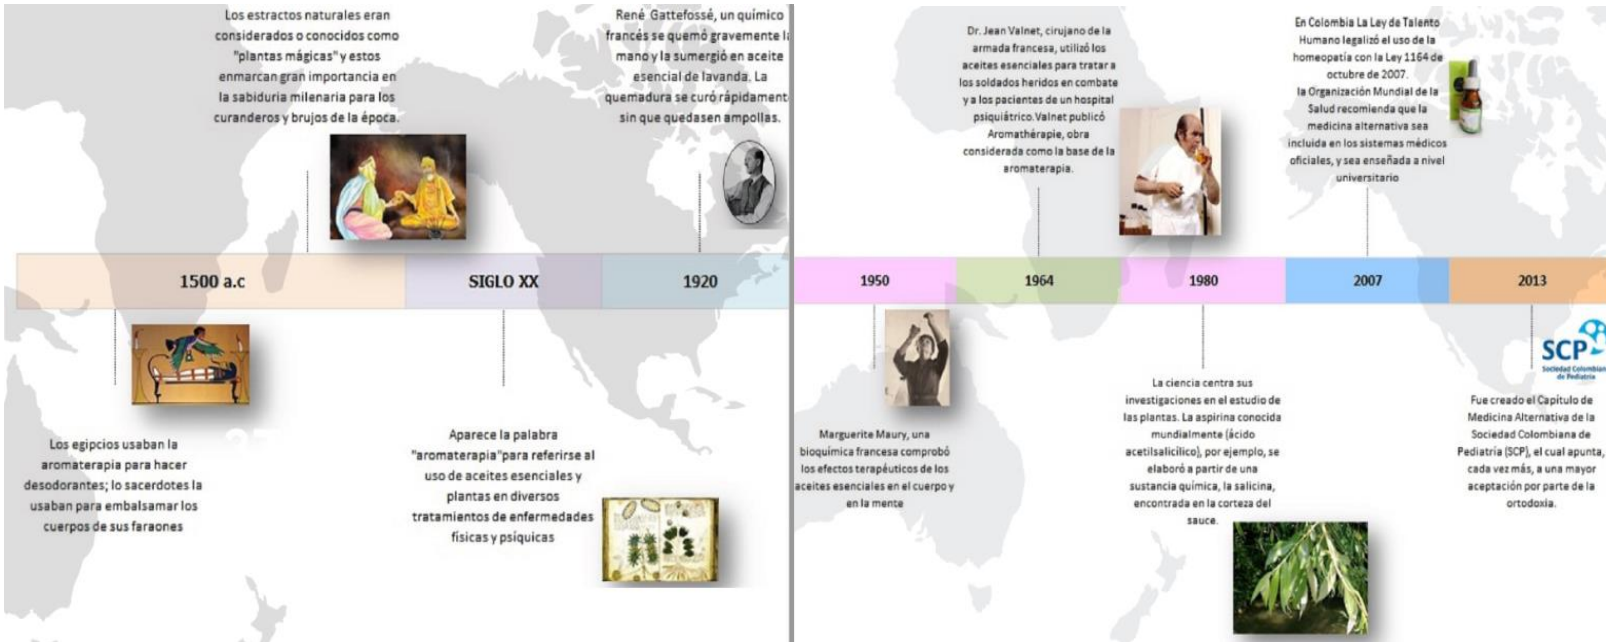 Los estractos naturales eran
considerados o conocidos como
"plantas mágicas" y estos
enmarcan gran importancia en
la sabiduria milenaria para los
curanderos y brujos de la época.
René Gattefossé, un químico
francés se quemó gravemente l
mano y la sumergió en aceite
esencial de lavanda. La
quemadura se curó rápidament
sin que quedasen ampollas.
1500 a.c
SIGLO XX
1920
Los egipcios usaban la
aromaterapia para hacer
desodorantes; lo sacerdotes la
usaban para embalsamar los
cuerpos de sus faraones
Aparece la palabra
"aromaterapia"para referirse al
uso de aceites esenciales y
plantas en diversos
tratamientos de enfermedades
físicas y psíquicas
Dr. Jean Valnet, cirujano de la
armada francesa, utilizó los
aceites esenciales para tratar a
los soldados heridos en combate
y a los pacientes de un hospital
psiquiátrico.Valnet publicó
Aromathérapie, obra
considerada como la base de la
aromaterapia.
En Colombia La Ley de Talento
Humano legalizó el uso de la
homeopatía con la Ley 1164 de
octubre de 2007.
la Organización Mundial de la
Salud recomienda que la
medicina alternativa sea
incluida en los sistemas médicos
oficiales, y sea enseñada a nivel
universitario
1950
1964
1980
2007
2013
Marguerite Maury, una
bioquímica francesa comprobó
los efectos terapéuticos de los
aceites esenciales en el cuerpo y
en la mente
La ciencia centra sus
investigaciones en el estudio de
las plantas. La aspirina conocida
mundialmente (ácido
acetilsalicílico), por ejemplo, se
elaboró a partir de una
sustancia química, la salicina,
encontrada en la corteza del
sauce.
SCP
Sociedad Colombian
de Pediatría
Fue creado el Capítulo de
Medicina Alternativa de la
Sociedad Colombiana de
Pediatría (SCP), el cual apunta,
cada vez más, a una mayor
aceptación por parte de la
ortodoxia.